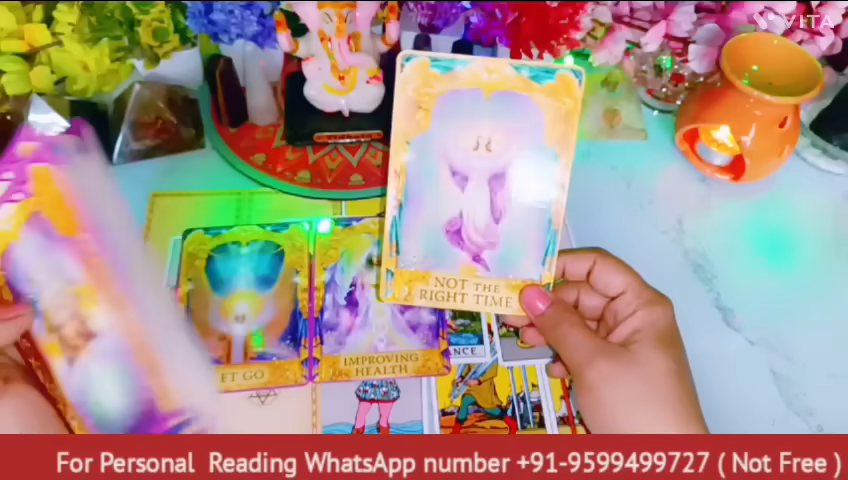 VITA
NOT THE
RIGHT TIME
ET GO
IMPROVING
HEALTH
ANCE
For Personal Reading WhatsApp number +91-9599499727 ( Not Free )